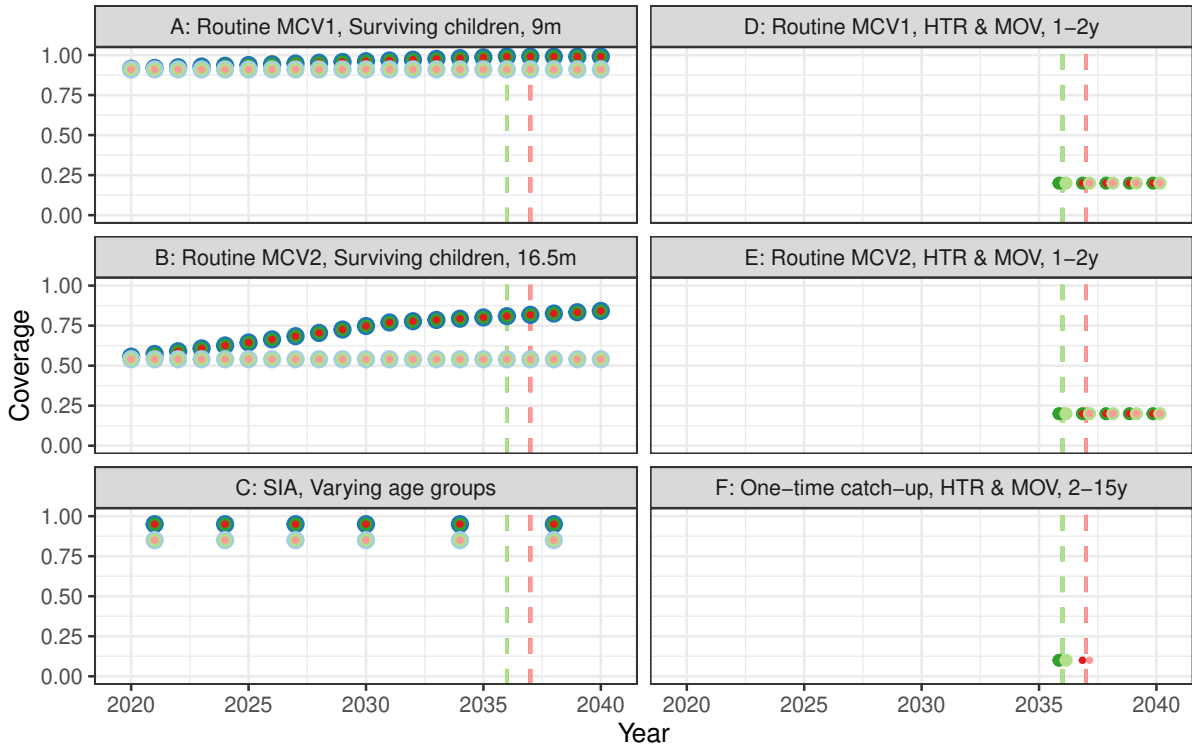 A: Routine MCV1, Surviving children, 9m
D: Routine MCV1, HTR & MOV, 1−2y
1.00
0.75
0.50
0.25
0.00
B: Routine MCV2, Surviving children, 16.5m
E: Routine MCV2, HTR & MOV, 1−2y
1.00
0.75
0.50
0.25
0.00
Coverage
C: SIA, Varying age groups
F: One−time catch−up, HTR & MOV, 2−15y
1.00
0.75
0.50
0.25
0.00
2020 2025 2030 2035 2040 2020 2025 2030 2035 2040
Year